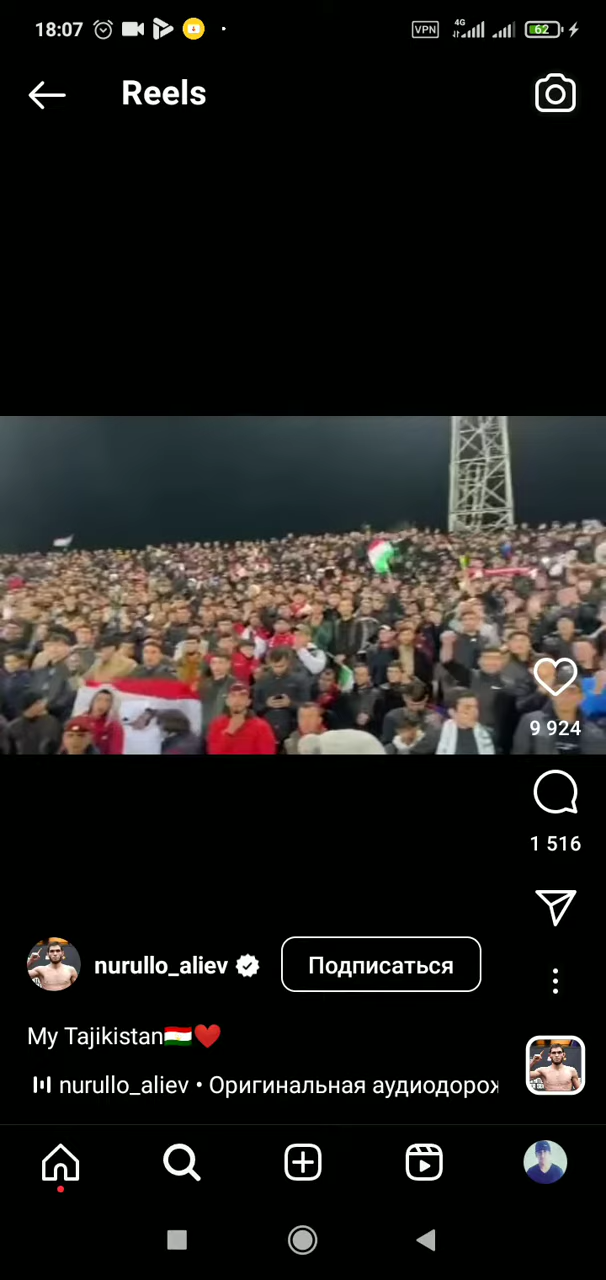 18:07 VPN 4G 62
Reels
9 924
1 516
nurullo_aliev Подписаться
My Tajikistan🇹🇯❤️
nurullo_aliev • Оригинальная аудиодорож